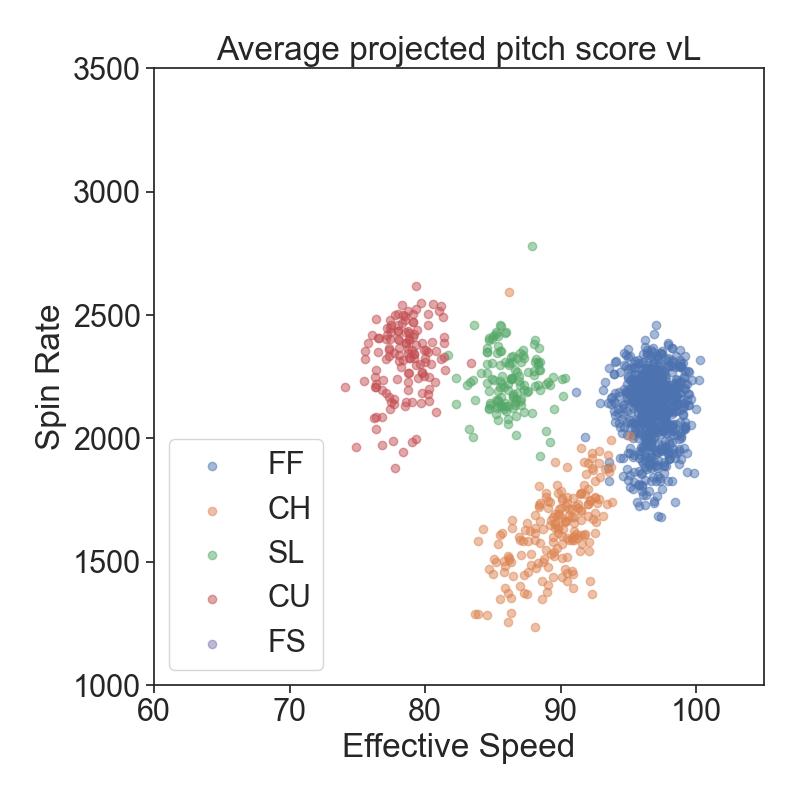 Average projected pitch score vL
3500
3000
2500
2000
1500
1000
Spin Rate
FF
CH
SL
CU
FS
60 70 80 90 100
Effective Speed